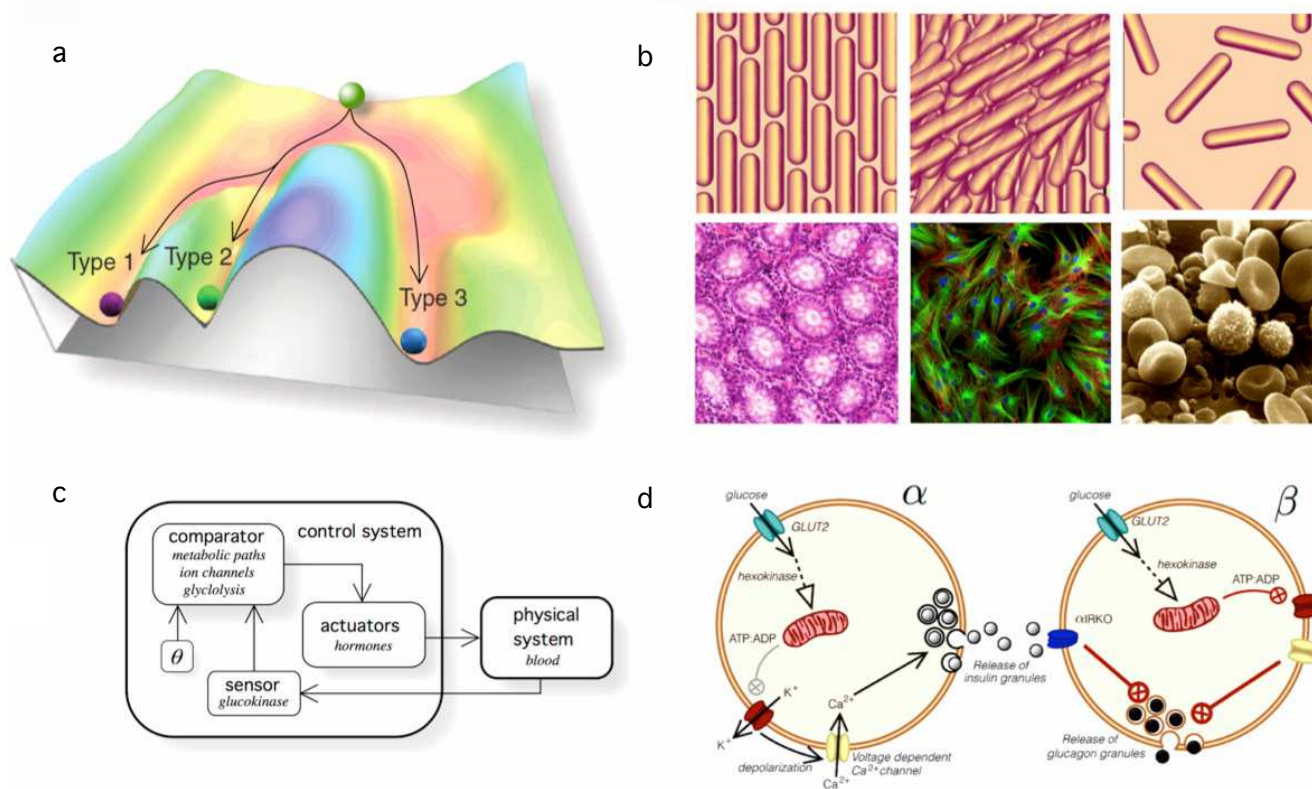 a
Type 1
Type 2
Type 3
b
c
comparator
metabolic paths
ion channels
glyclolysis
control system
θ
sensor
glucokinase
actuators
hormones
physical
system
blood
d
α
glucose
GLUT2
hexokinase
ATP:ADP
K⁺
K⁺
depolarization
Ca²⁺
Ca²⁺
Voltage dependent
Ca²⁺channel
Release of
insulin granules
β
glucose
GLUT2
hexokinase
ATP:ADP
αIRKO
Release of
glucagon granules